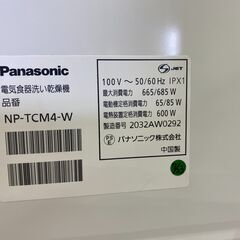 Panasonic
電気食器洗い乾燥機
品番
NP-TCM4-W
JET
100 V ～ 50/60 Hz IPX1
最大消費電力 665/685 W
電動機定格消費電力 65/85 W
電熱装置定格消費電力 600 W
製造番号 2032AW0292
PSE パナソニック株式会社
中国製